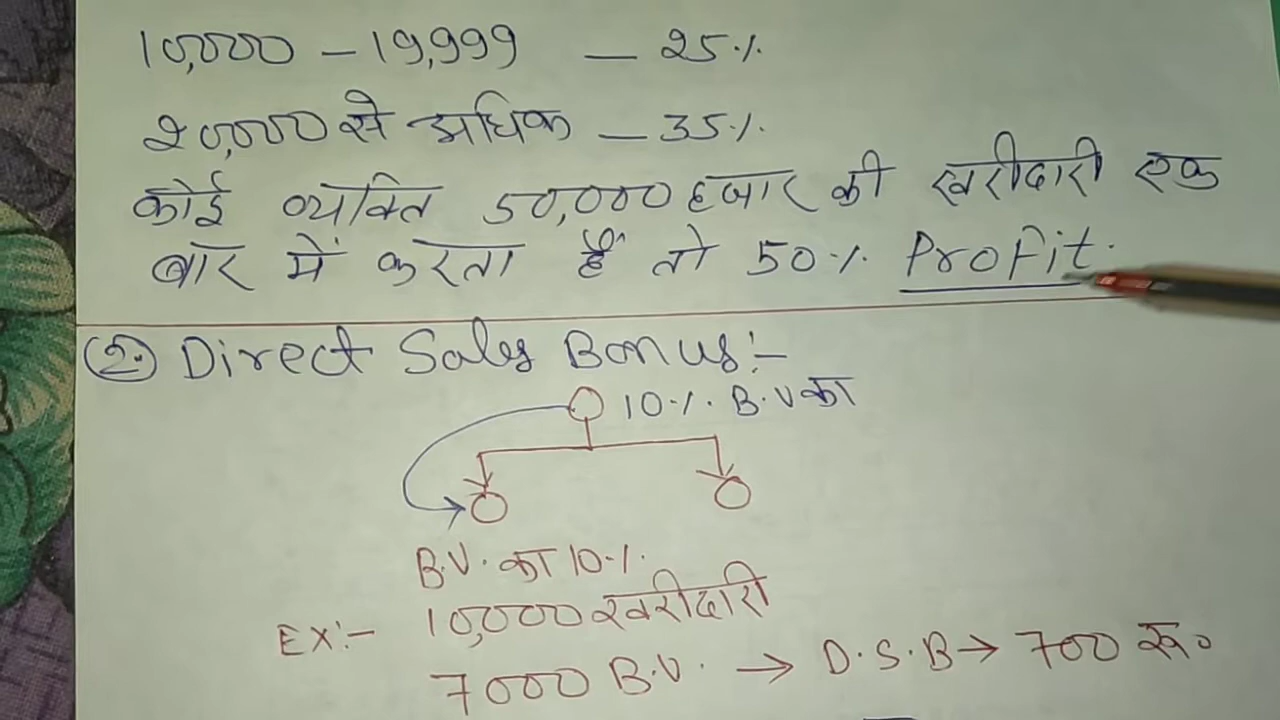 10,000 – 19,999 – 25%
20,000 से अधिक – 35%
कोई व्यक्ति 50,000 हजार की खरीदारी एक
बार में करता है तो 50% Profit.
(2.) Direct Sales Bonus:–
10% B.V का
B.V. का 10%
EX:– 10,000 खरीदारी
7000 B.V. → D.S.B → 700 रू०